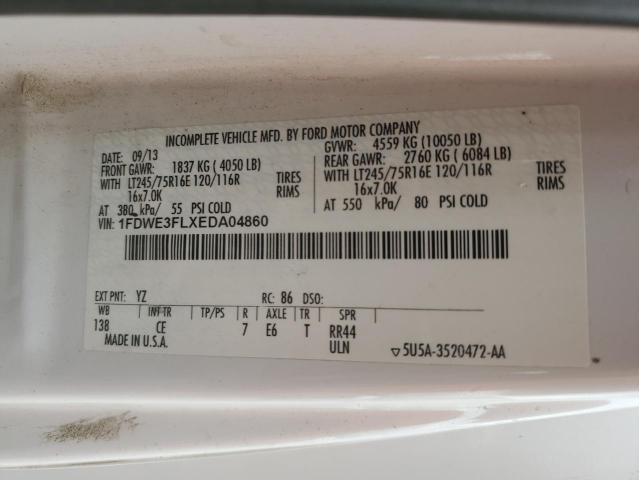 INCOMPLETE VEHICLE MFD. BY FORD MOTOR COMPANY
09/13 GVWR: 4559 KG (10050 LB)
FRONT GAWR: 1837 KG (4050 LB) REAR GAWR: 2760 KG (6084 LB)
WITH LT245/75R16E 120/116R TIRES WITH LT245/75R16E 120/116R TIRES
16x7.0K RIMS 16x7.0K RIMS
AT 380 kPa/ 55 PSI COLD AT 550 kPa/ 80 PSI COLD
VIN: 1FDWE3FLXEDA04860
EXT PNT: YZ RC: 86 DSO:
WB INT TR TP/PS R AXLE TR SPR
138 CE 7 E6 T RR44
MADE IN U.S.A. ULN ▽5U5A-3520472-AA